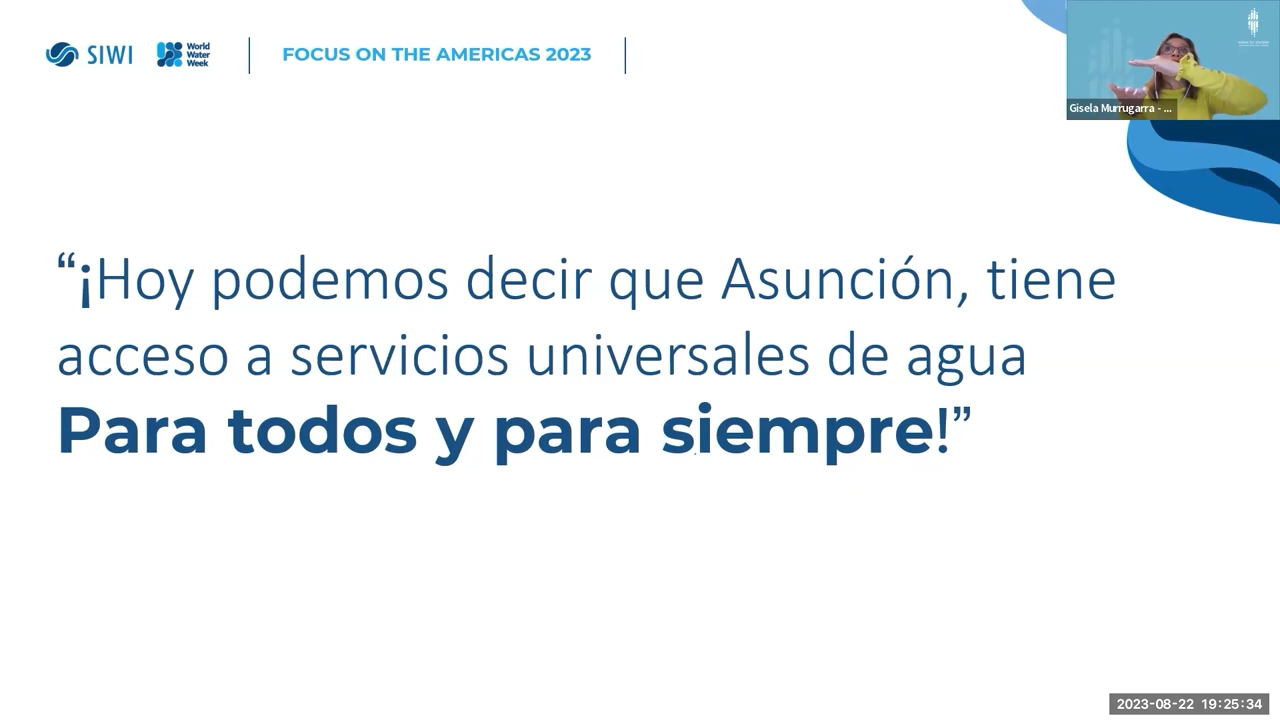 SIWI
World
Water
Week
FOCUS ON THE AMERICAS 2023
Gisela Murrugarra - ...
“¡Hoy podemos decir que Asunción, tiene
acceso a servicios universales de agua
Para todos y para siempre!”
2023-08-22 19:25:34